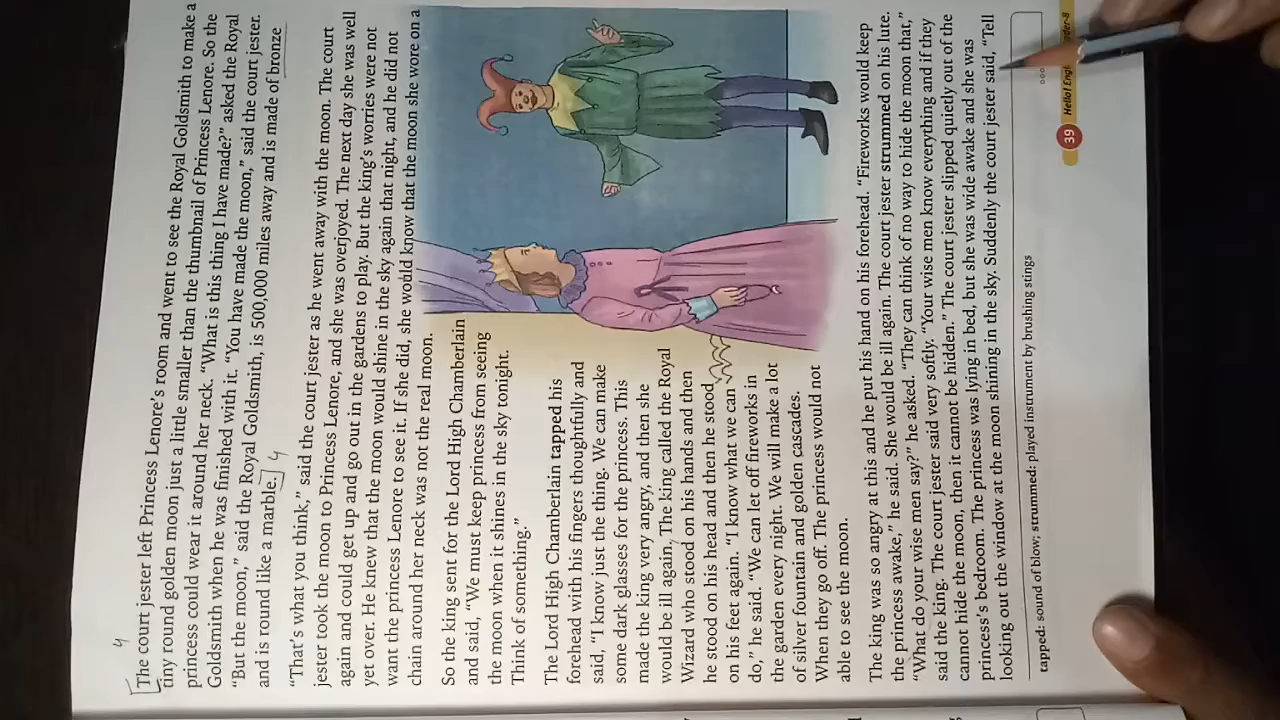 The court jester left Princess Lenore's room and went to see the Royal Goldsmith to make a
tiny round golden moon just a little smaller than the thumbnail of Princess Lenore. So the
princess could wear it around her neck. "What is this thing I have made?" asked the Royal
Goldsmith when he was finished with it. "You have made the moon," said the court jester.
"But the moon," said the Royal Goldsmith, is 500,000 miles away and is made of bronze
and is round like a marble.
"That's what you think," said the court jester as he went away with the moon. The court
jester took the moon to Princess Lenore, and she was overjoyed. The next day she was well
again and could get up and go out in the gardens to play. But the king's worries were not
yet over. He knew that the moon would shine in the sky again that night, and he did not
want the princess Lenore to see it. If she did, she would know that the moon she wore on a
chain around her neck was not the real moon.
So the king sent for the Lord High Chamberlain
and said, "We must keep princess from seeing
the moon when it shines in the sky tonight.
Think of something."
The Lord High Chamberlain tapped his
forehead with his fingers thoughtfully and
said, "I know just the thing. We can make
some dark glasses for the princess. This
made the king very angry, and then she
would be ill again, The king called the Royal
Wizard who stood on his hands and then
he stood on his head and then he stood
on his feet again. "I know what we can
do," he said. "We can let off fireworks in
the garden every night. We will make a lot
of silver fountain and golden cascades.
When they go off. The princess would not
able to see the moon.
The king was so angry at this and he put his hand on his forehead. "Fireworks would keep
the princess awake," he said. She would be ill again. The court jester strummed on his lute.
"What do your wise men say?" he asked. "They can think of no way to hide the moon that,"
said the king. The court jester said very softly. "Your wise men know everything and if they
cannot hide the moon, then it cannot be hidden." The court jester slipped quietly out of the
princess's bedroom. The princess was lying in bed, but she was wide awake and she was
looking out the window at the moon shining in the sky. Suddenly the court jester said, "Tell
tapped: sound of blow; strummed: played instrument by brushing stings
39 Hello! Engl
ader-8